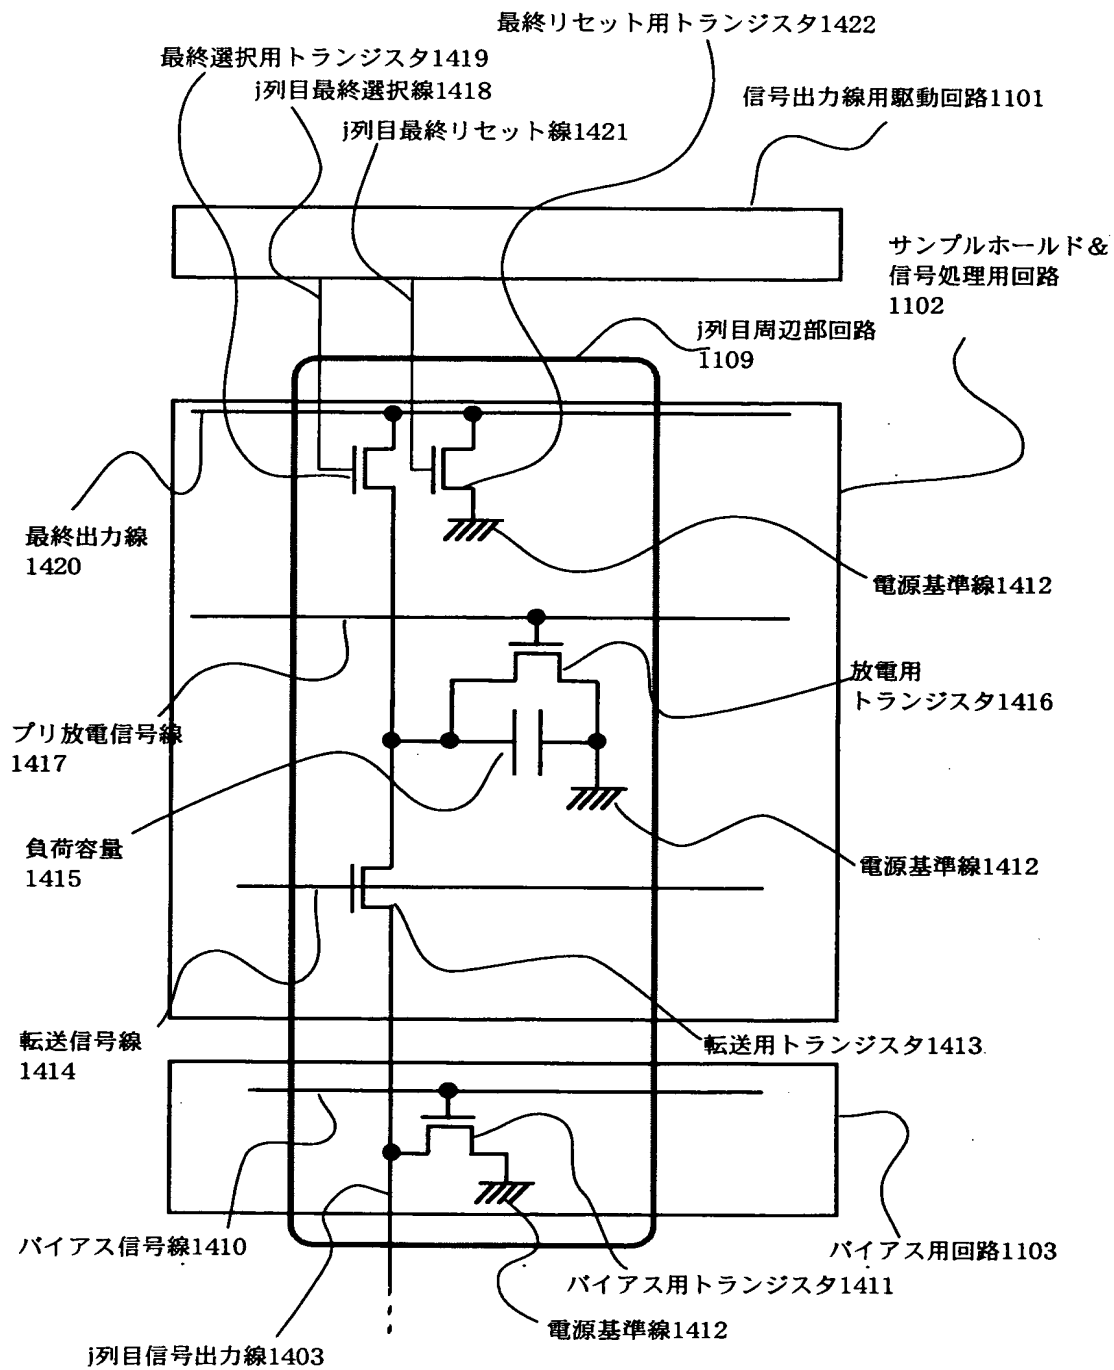 最終リセット用トランジスタ1422
最終選択用トランジスタ1419
j列目最終選択線1418
信号出力線用駆動回路1101
j列目最終リセット線1421
サンプルホールド&
信号処理用回路
1102
j列目周辺部回路
1109
最終出力線
1420
電源基準線1412
放電用
トランジスタ1416
プリ放電信号線
1417
負荷容量
1415
電源基準線1412
転送信号線
1414
転送用トランジスタ1413
バイアス信号線1410
バイアス用回路1103
バイアス用トランジスタ1411
電源基準線1412
j列目信号出力線1403